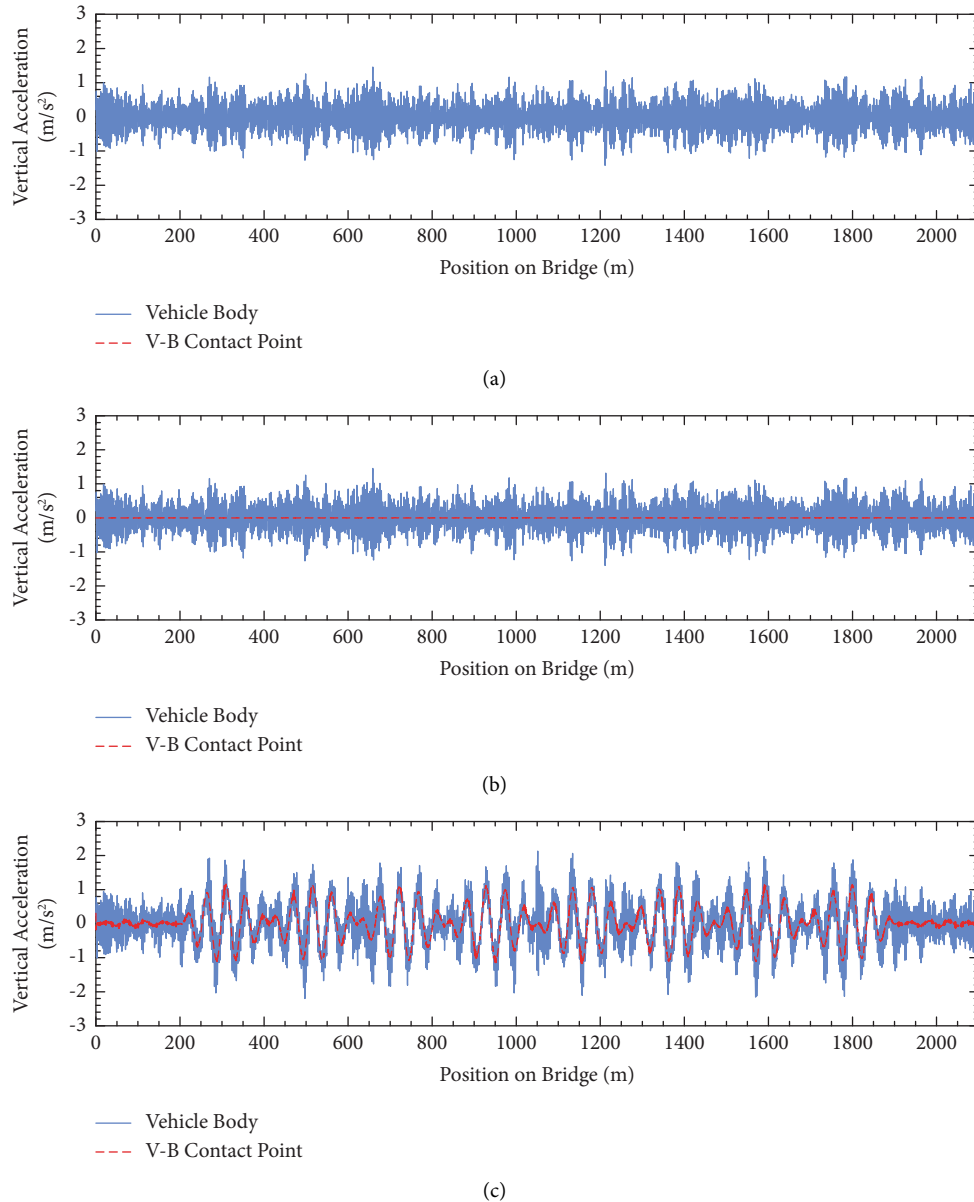 3
2
1
0
-1
-2
-3
Vertical Acceleration
(m/s²)
0 200 400 600 800 1000 1200 1400 1600 1800 2000
Position on Bridge (m)
Vehicle Body
V-B Contact Point
(a)
3
2
1
0
-1
-2
-3
Vertical Acceleration
(m/s²)
0 200 400 600 800 1000 1200 1400 1600 1800 2000
Position on Bridge (m)
Vehicle Body
V-B Contact Point
(b)
3
2
1
0
-1
-2
-3
Vertical Acceleration
(m/s²)
0 200 400 600 800 1000 1200 1400 1600 1800 2000
Position on Bridge (m)
Vehicle Body
V-B Contact Point
(c)